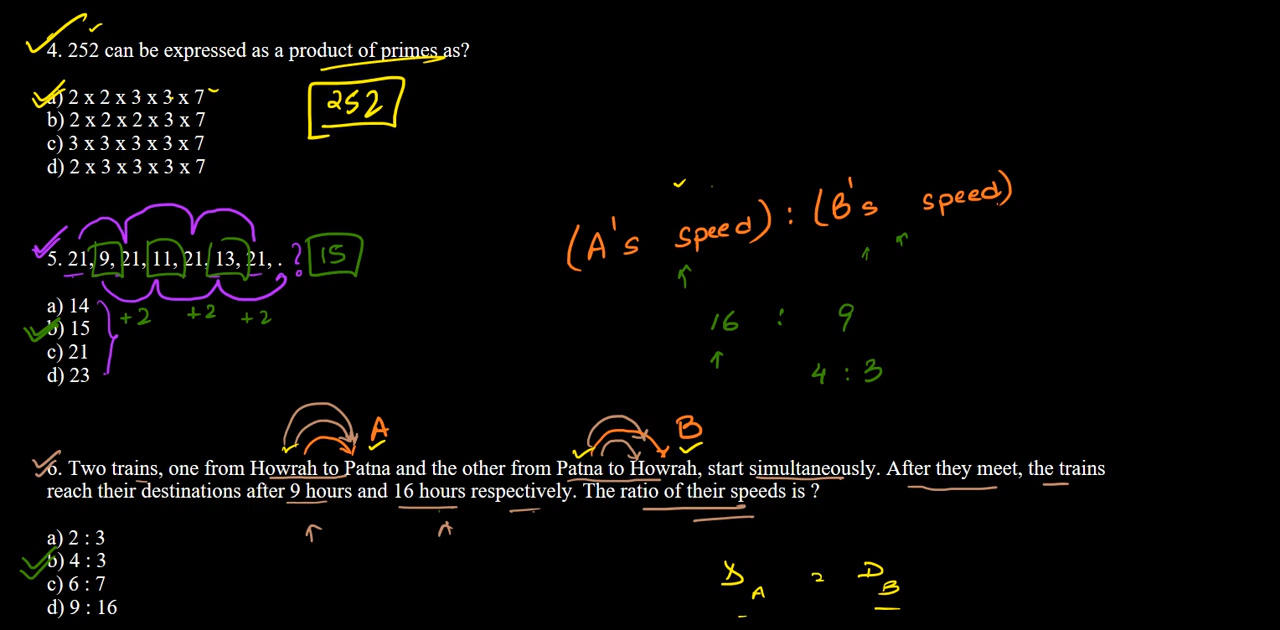 4. 252 can be expressed as a product of primes as?
a) 2 x 2 x 3 x 3 x 7
252
b) 2 x 2 x 2 x 3 x 7
c) 3 x 3 x 3 x 3 x 7
d) 2 x 3 x 3 x 3 x 7
(A's speed) : (B's speed)
5. 21, 9, 21, 11, 21, 13, 21, . ? 15
a) 14
+2 +2 +2
b) 15
16 : 9
c) 21
d) 23
4 : 3
A B
6. Two trains, one from Howrah to Patna and the other from Patna to Howrah, start simultaneously. After they meet, the trains
reach their destinations after 9 hours and 16 hours respectively. The ratio of their speeds is ?
a) 2 : 3
b) 4 : 3
c) 6 : 7
d) 9 : 16
D_A = D_B